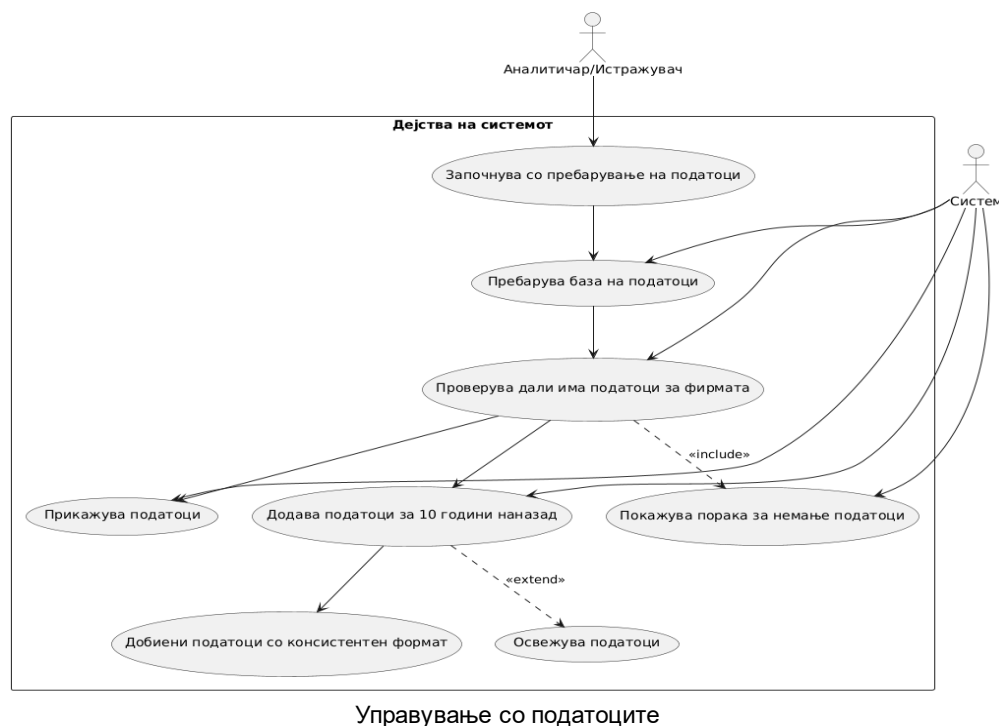 Аналитичар/Истражувач
Дејства на системот
Започнува со пребарување на податоци
Систем
Пребарува база на податоци
Проверува дали има податоци за фирмата
«include»
Прикажува податоци
Додава податоци за 10 години наназад
Покажува порака за немање податоци
«extend»
Добиени податоци со консистентен формат
Освежува податоци
Управување со податоците